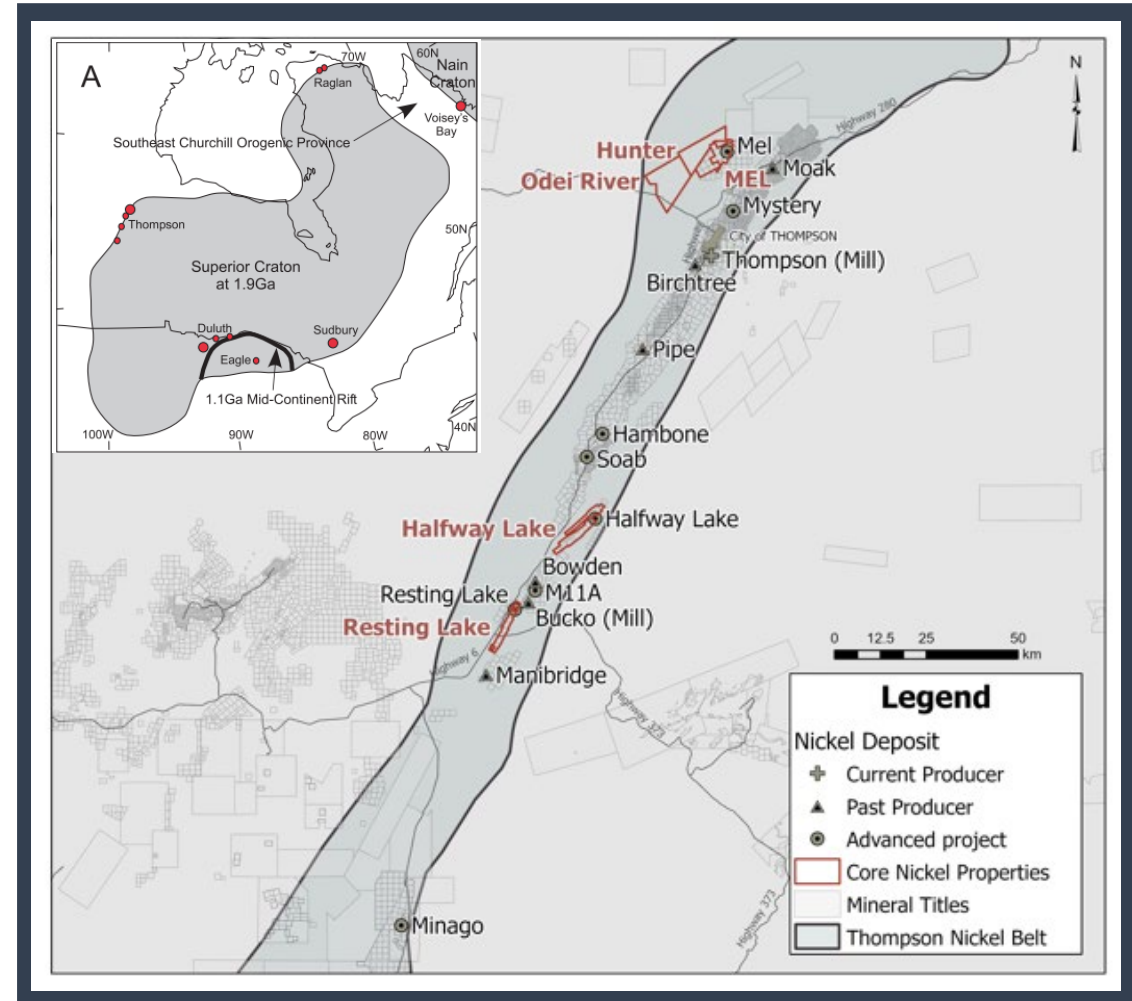 A
60N
70W
Nain
Craton
Raglan
Voisey's
Bay
Southeast Churchill Orogenic Province
Thompson
50N
Superior Craton
at 1.9Ga
Duluth
Sudbury
Eagle
1.1Ga Mid-Continent Rift
100W
90W
80W
40N
N
Highway 280
Hunter
Mel
Odei River
MEL
Moak
Mystery
Highway
City of THOMPSON
Thompson (Mill)
Birchtree
Pipe
Hambone
Soab
Halfway Lake
Halfway Lake
Bowden
Resting Lake
M11A
Bucko (Mill)
Resting Lake
Highway 6
Manibridge
Highway 373
Highway 373
Minago
0 12.5 25 50
km
Legend
Nickel Deposit
Current Producer
Past Producer
Advanced project
Core Nickel Properties
Mineral Titles
Thompson Nickel Belt